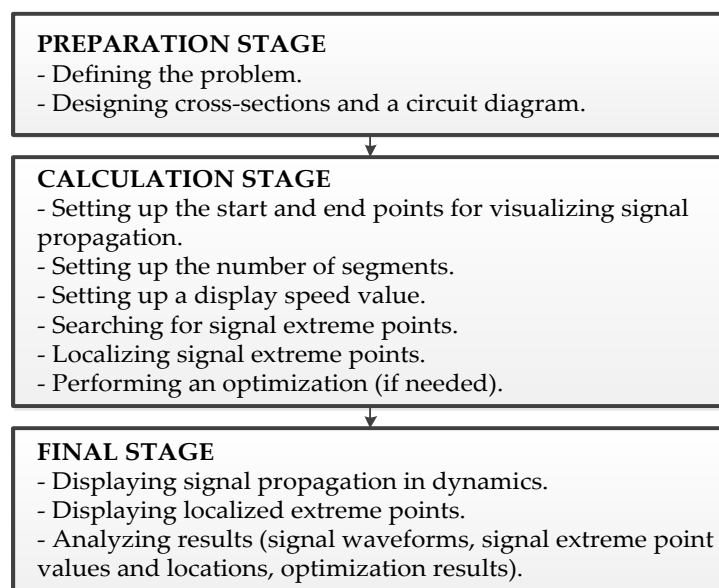 PREPARATION STAGE
- Defining the problem.
- Designing cross-sections and a circuit diagram.
CALCULATION STAGE
- Setting up the start and end points for visualizing signal
propagation.
- Setting up the number of segments.
- Setting up a display speed value.
- Searching for signal extreme points.
- Localizing signal extreme points.
- Performing an optimization (if needed).
FINAL STAGE
- Displaying signal propagation in dynamics.
- Displaying localized extreme points.
- Analyzing results (signal waveforms, signal extreme point
values and locations, optimization results).